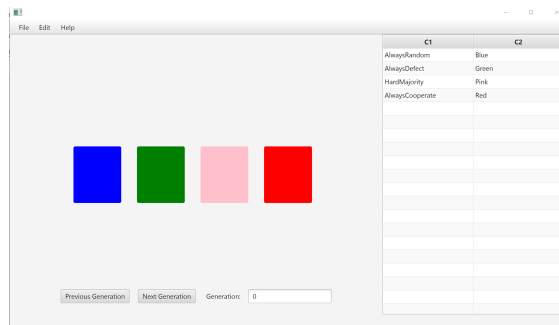 File Edit Help
C1 C2
AlwaysRandom Blue
AlwaysDefect Green
HardMajority Pink
AlwaysCooperate Red
Previous Generation Next Generation Generation: 0